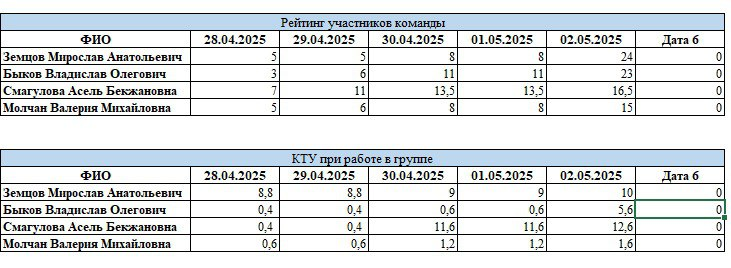 Рейтинг участников команды
ФИО 28.04.2025 29.04.2025 30.04.2025 01.05.2025 02.05.2025 Дата 6
Земцов Мирослав Анатольевич 5 5 8 8 24 0
Быков Владислав Олегович 3 6 11 11 23 0
Смагулова Асель Бекжановна 7 11 13,5 13,5 16,5 0
Молчан Валерия Михайловна 5 6 8 8 15 0
КТУ при работе в группе
ФИО 28.04.2025 29.04.2025 30.04.2025 01.05.2025 02.05.2025 Дата 6
Земцов Мирослав Анатольевич 8,8 8,8 9 9 10 0
Быков Владислав Олегович 0,4 0,4 0,6 0,6 5,6 0
Смагулова Асель Бекжановна 0,4 0,4 11,6 11,6 12,6 0
Молчан Валерия Михайловна 0,6 0,6 1,2 1,2 1,6 0